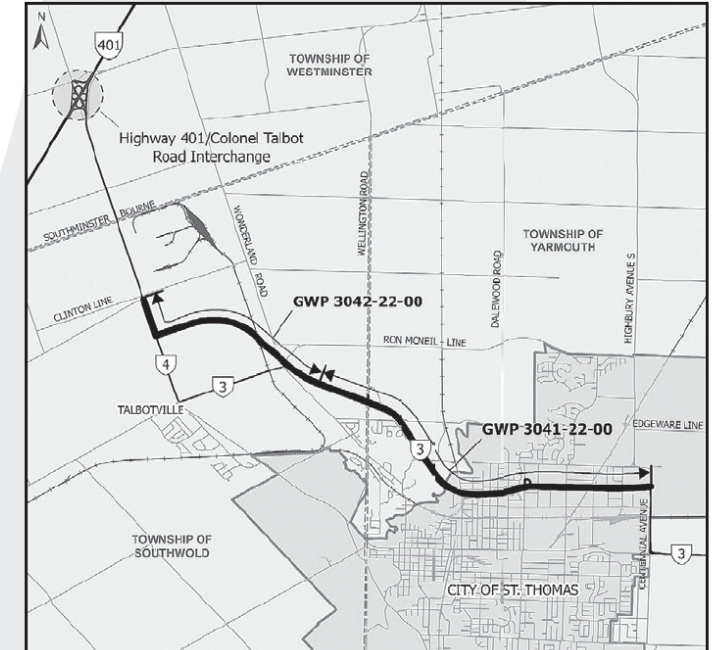 N
401
TOWNSHIP OF
WESTMINSTER
Highway 401/Colonel Talbot
Road Interchange
SOUTHMINSTER BOURNE
WONDERLAND ROAD
WELLINGTON ROAD
TOWNSHIP OF
YARMOUTH
DALEWOOD ROAD
HIGHBURY AVENUE S
CLINTON LINE
GWP 3042-22-00
RON MCNEIL LINE
4
3
TALBOTVILLE
3
GWP 3041-22-00
EDGEWARE LINE
TOWNSHIP OF
SOUTHWOLD
CENTENNIAL AVENUE
3
CITY OF ST. THOMAS